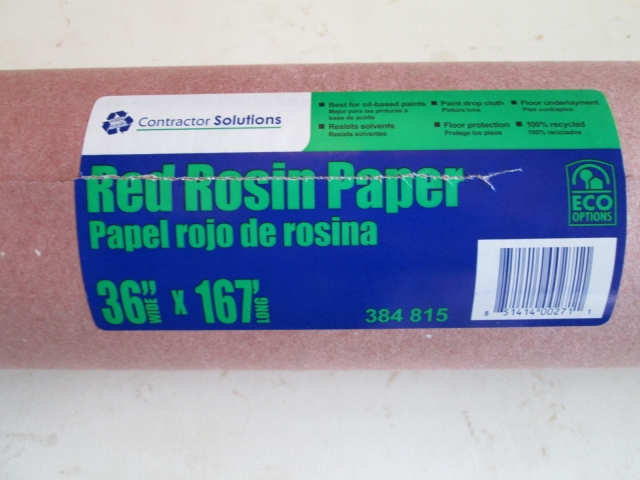 Contractor Solutions
■ Best for oil-based paints
Mejor para las pinturas a
base de aceite
■ Resists solvents
Resista solventes
■ Paint drop cloth
Pintura lona
■ Floor protection
Protege los pisos
■ Floor underlayment
Piso contrapiso
■ 100% recycled
100% reciclados
Red Rosin Paper
Papel rojo de rosina
36" WIDE X 167' LONG
384 815
ECO
OPTIONS
8 51414 00271 1